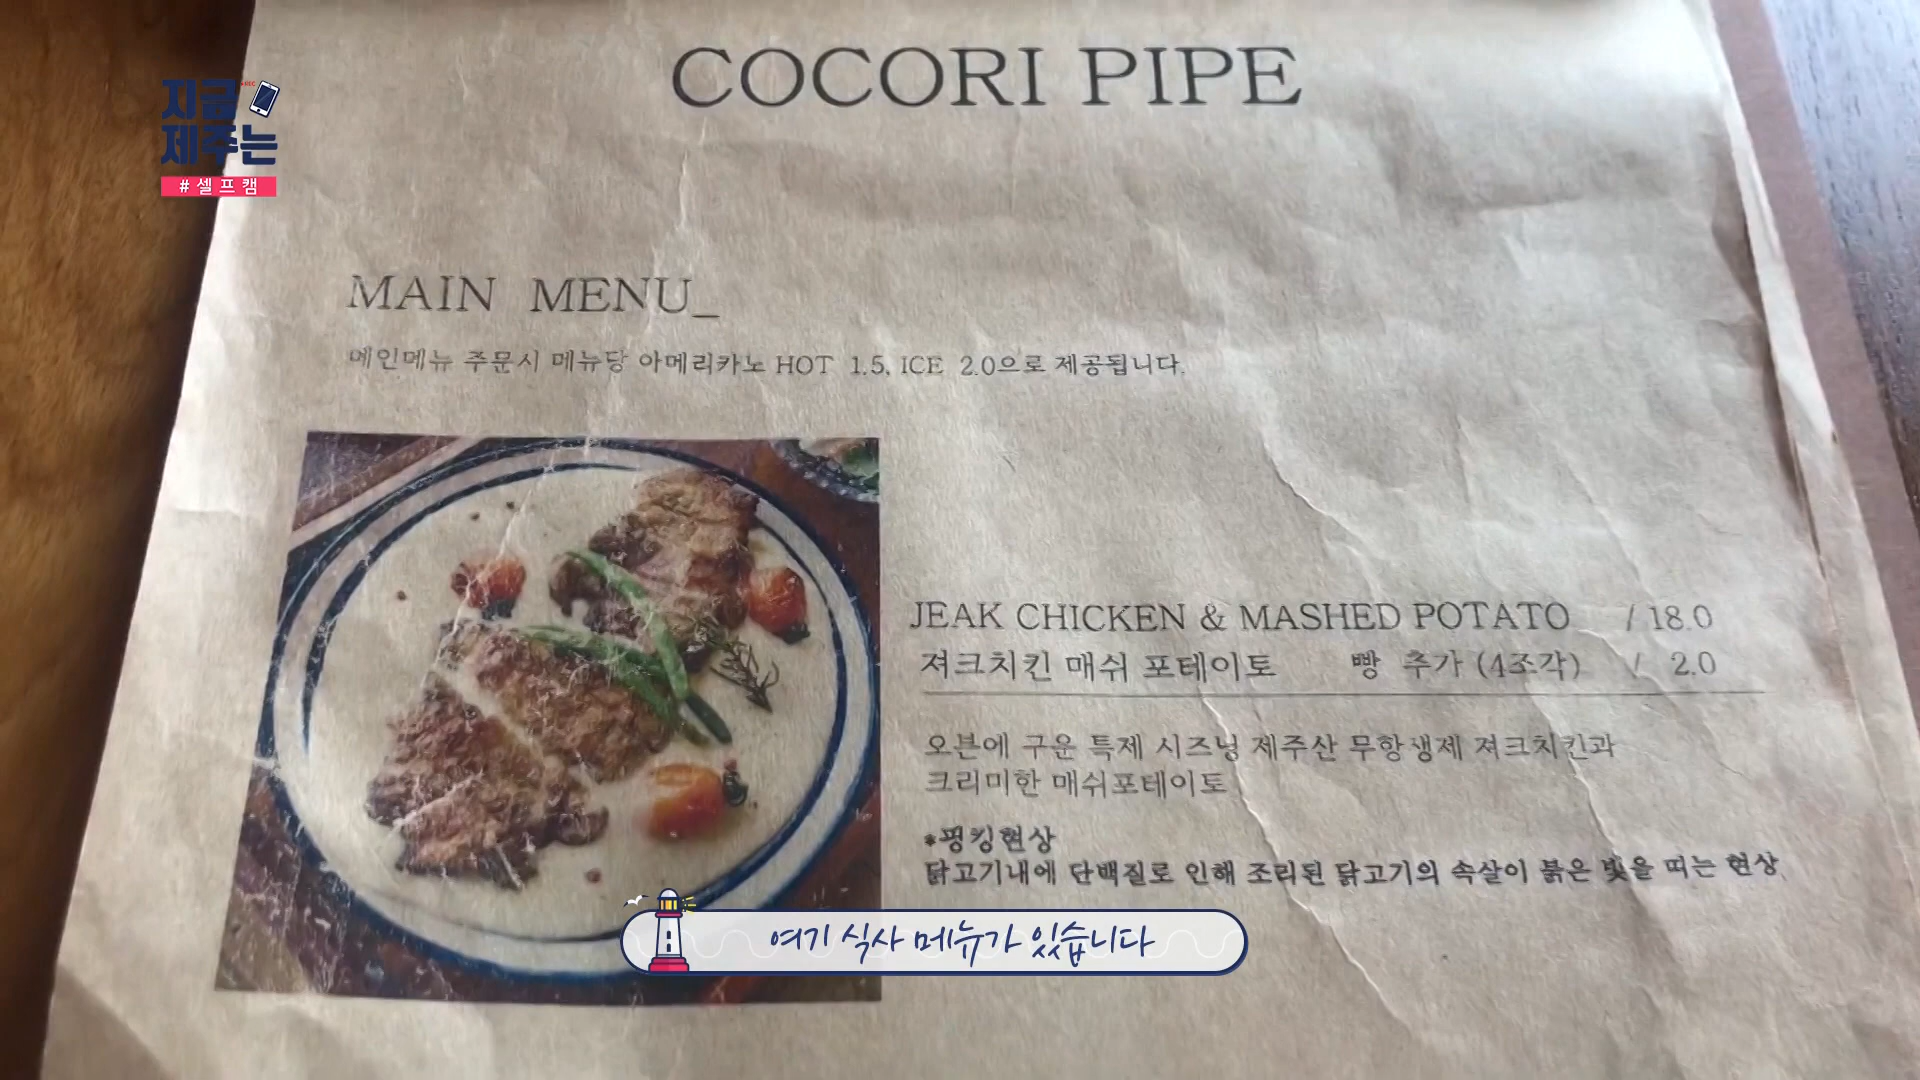 지금
제주는
#셀프캠
COCORI PIPE
MAIN MENU_
메인메뉴 주문시 메뉴당 아메리카노 HOT 1.5, ICE 2.0으로 제공됩니다.
JEAK CHICKEN & MASHED POTATO / 18.0
져크치킨 매쉬 포테이토 빵 추가 (4조각) / 2.0
오븐에 구운 특제 시즈닝 제주산 무항생제 져크치킨과
크리미한 매쉬포테이토
*핑킹현상
닭고기내에 단백질로 인해 조리된 닭고기의 속살이 붉은 빛을 띠는 현상
여기 식사 메뉴가 있습니다